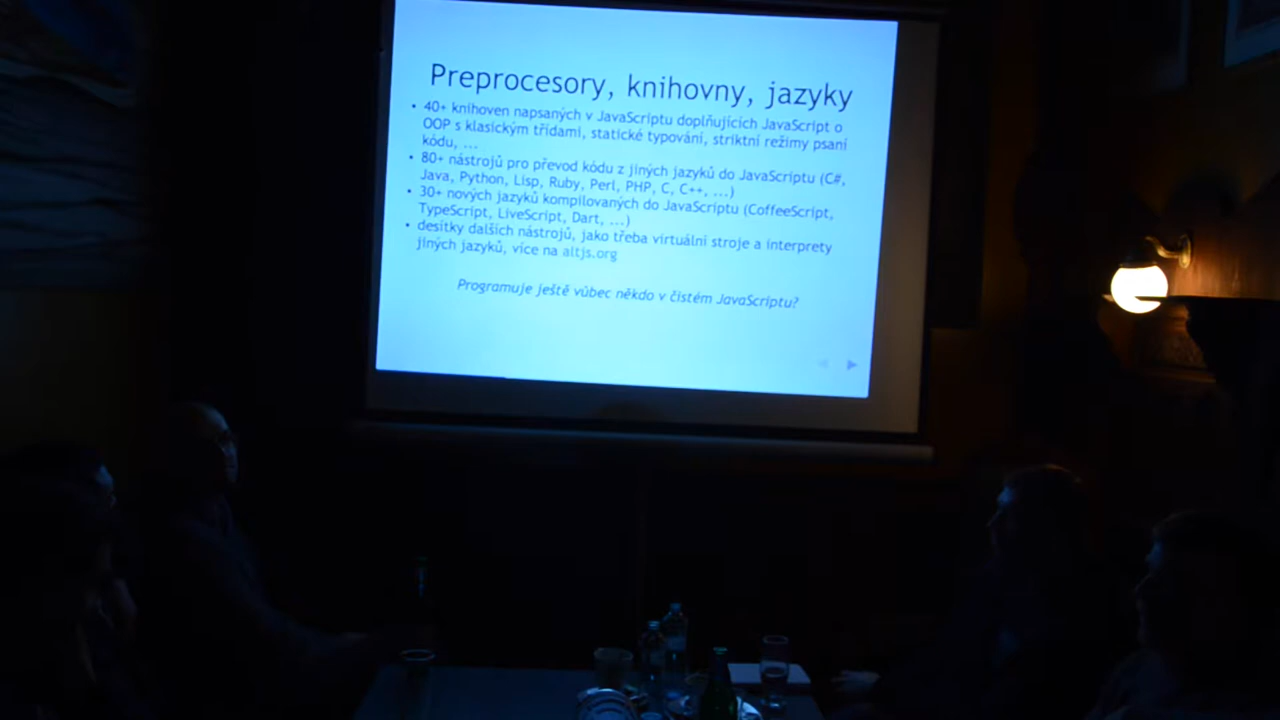 Preprocesory, knihovny, jazyky
• 40+ knihoven napsaných v JavaScriptu doplňujících JavaScript o
OOP s klasickým třídami, statické typování, striktní režimy psaní
kódu, ...
• 80+ nástrojů pro převod kódu z jiných jazyků do JavaScriptu (C#,
Java, Python, Lisp, Ruby, Perl, PHP, C, C++, ...)
• 30+ nových jazyků kompilovaných do JavaScriptu (CoffeeScript,
TypeScript, LiveScript, Dart, ...)
• desítky dalších nástrojů, jako třeba virtuální stroje a interprety
jiných jazyků, více na altjs.org
Programuje ještě vůbec někdo v čistém JavaScriptu?